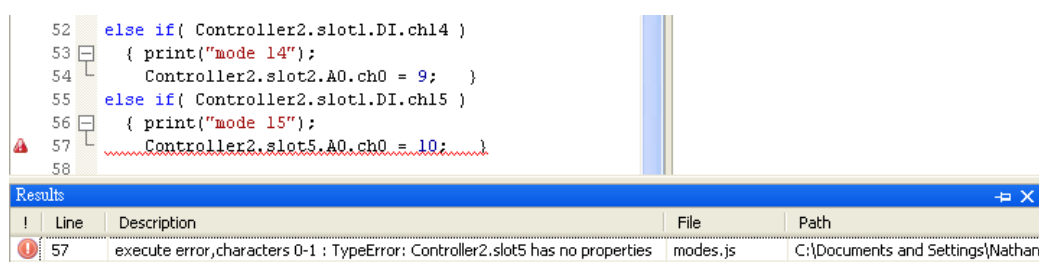 52 else if( Controller2.slot1.DI.ch14 )
53 { print("mode 14");
54 Controller2.slot2.AO.ch0 = 9; }
55 else if( Controller2.slot1.DI.ch15 )
56 { print("mode 15");
57 Controller2.slot5.AO.ch0 = 10; }
58
Results
! Line Description File Path
57 execute error,characters 0-1 : TypeError: Controller2.slot5 has no properties modes.js C:\Documents and Settings\Nathan